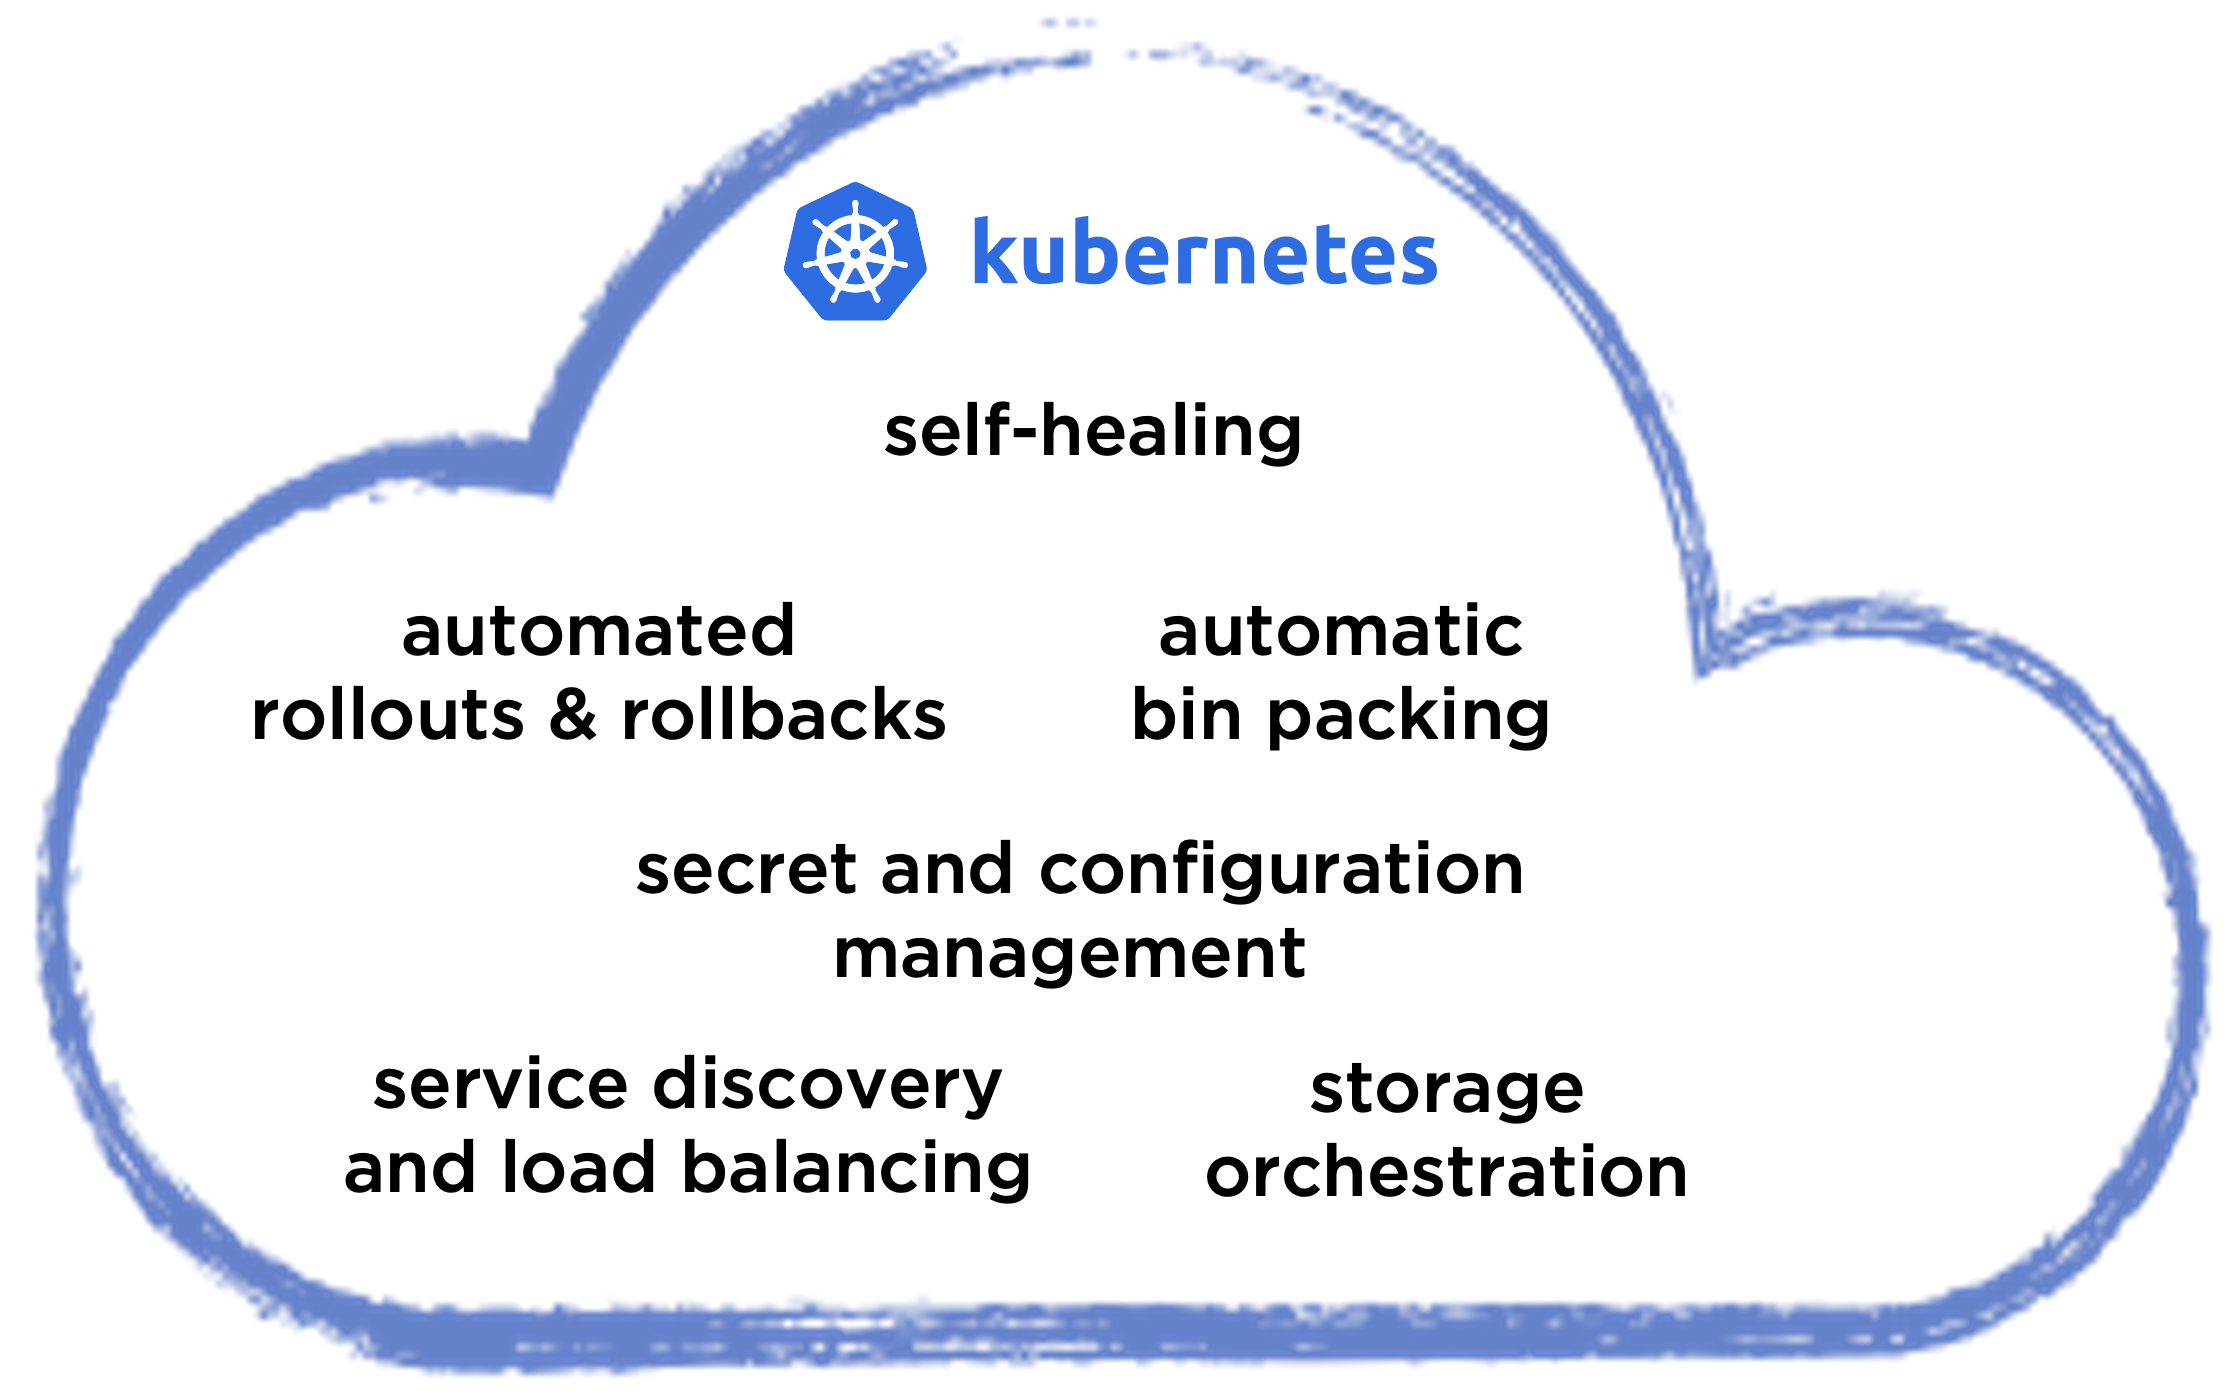 kubernetes
self-healing
automated
rollouts & rollbacks
automatic
bin packing
secret and configuration
management
service discovery
and load balancing
storage
orchestration